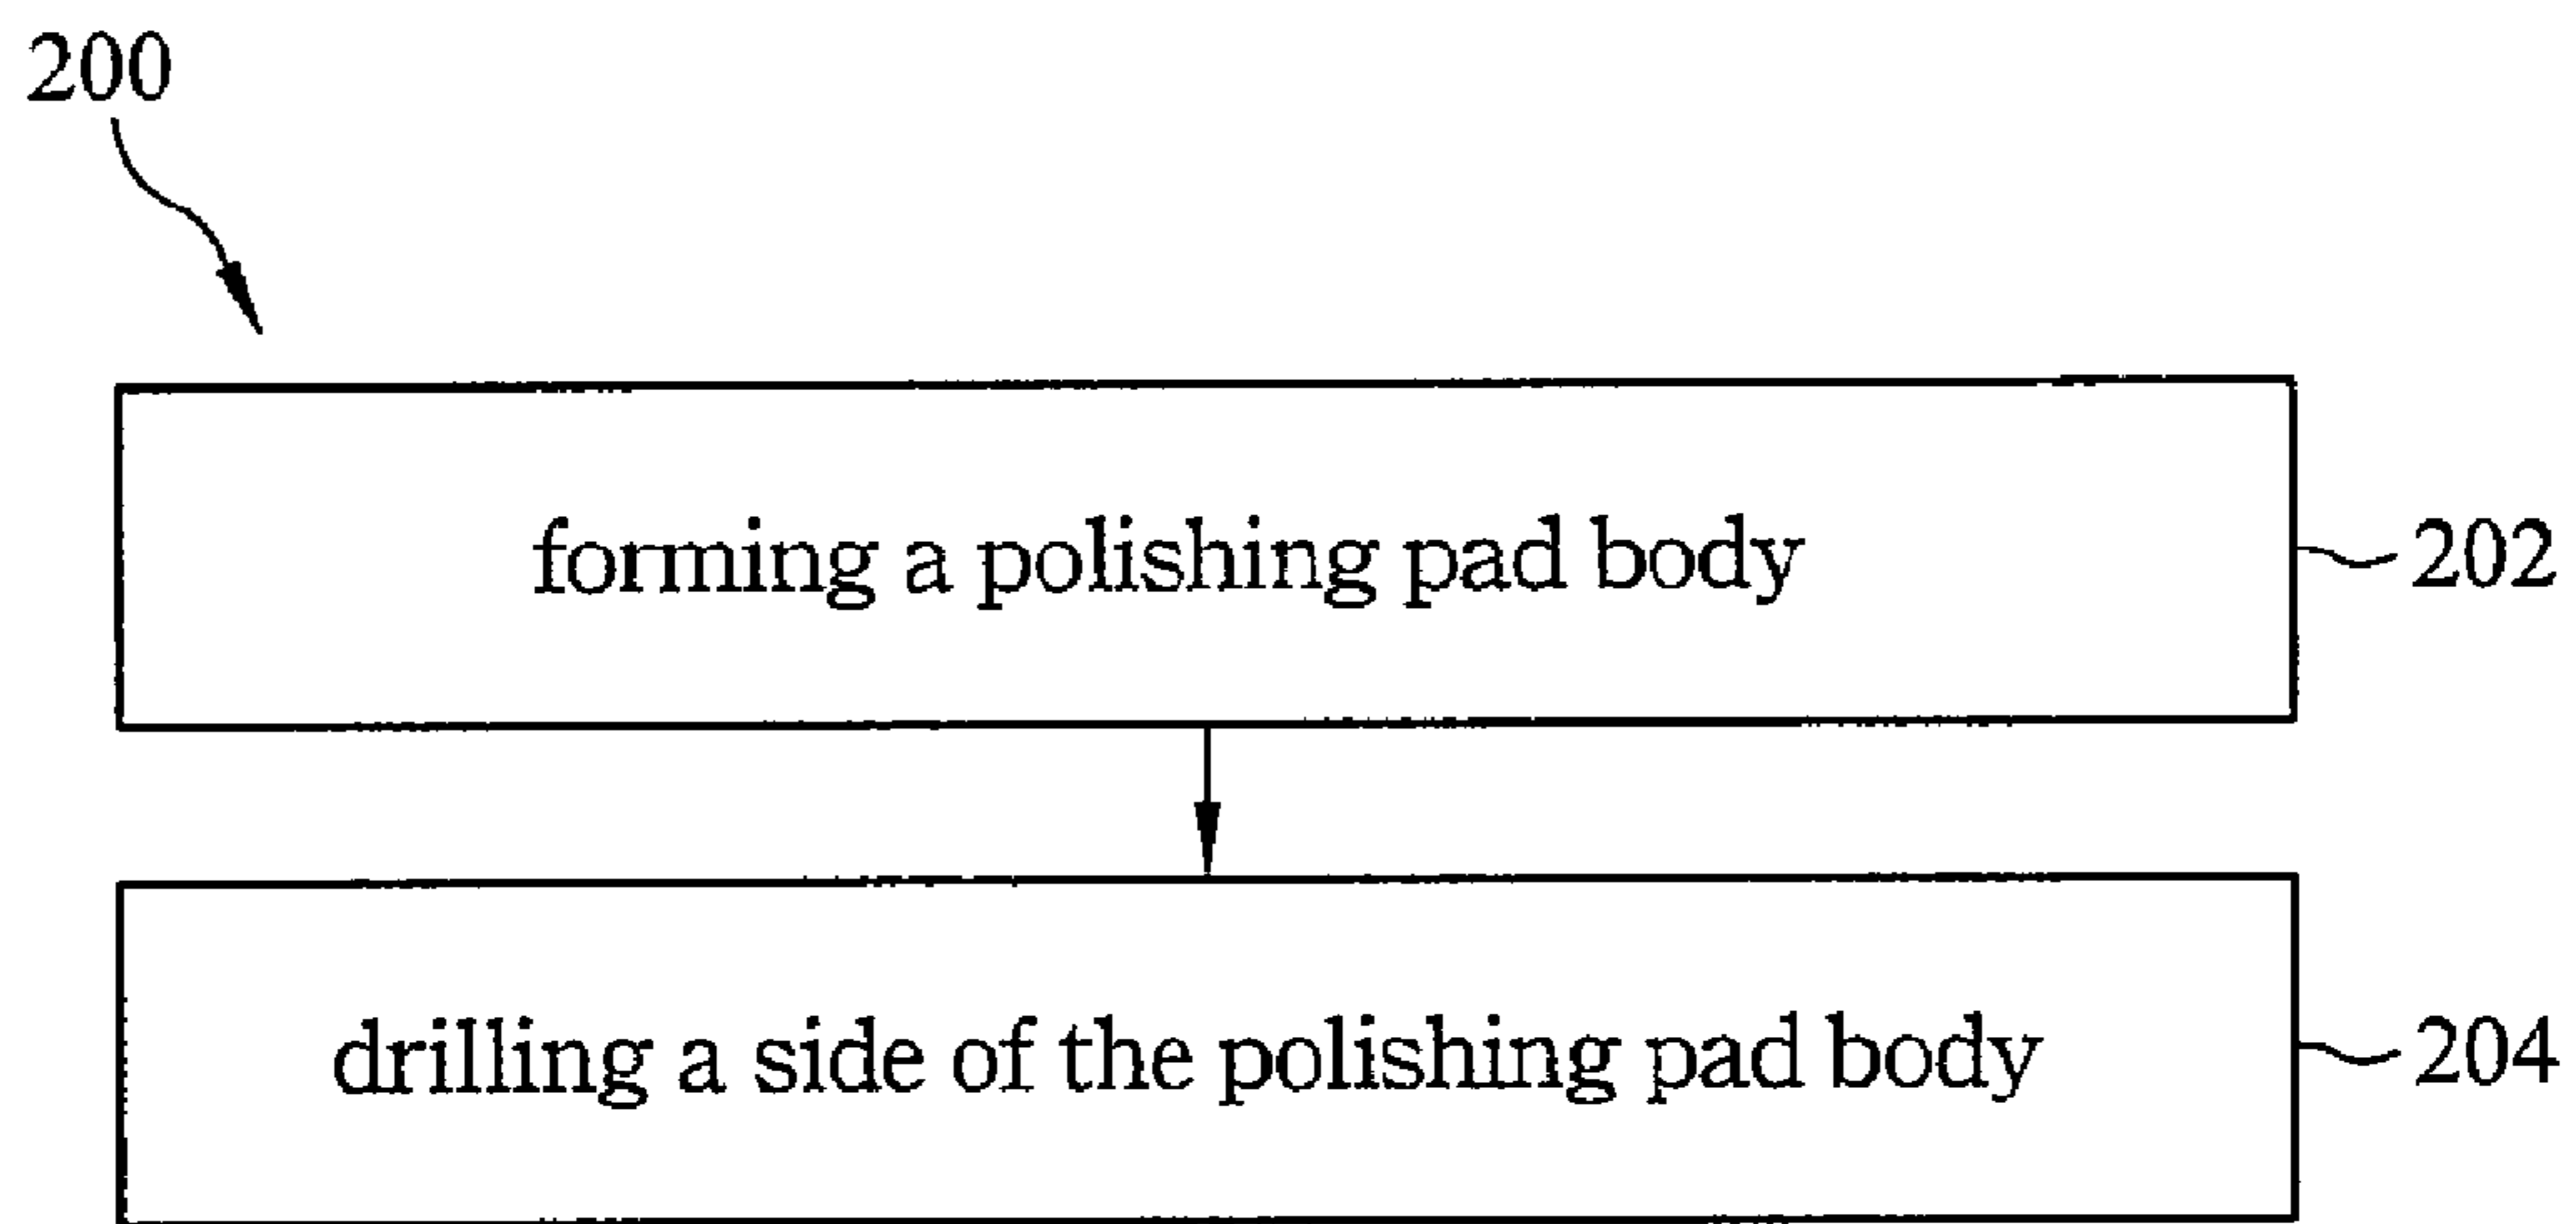 200
forming a polishing pad body
202
drilling a side of the polishing pad body
204